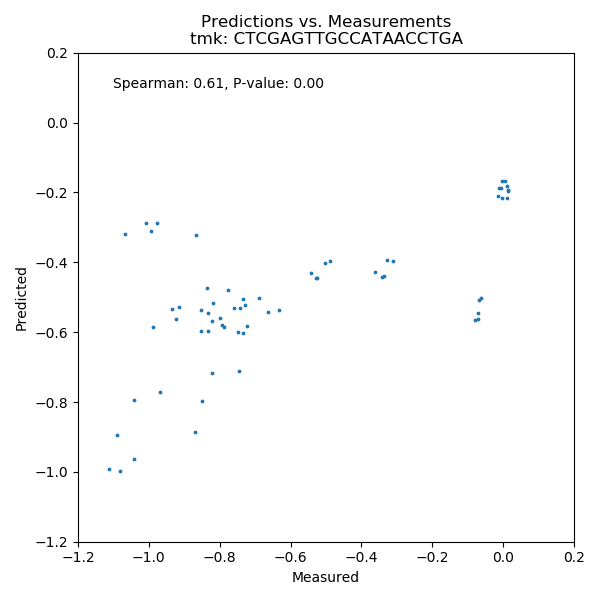 Predictions vs. Measurements
tmk: CTCGAGTTGCCATAACCTGA
Spearman: 0.61, P-value: 0.00
0.2
0.0
−0.2
−0.4
−0.6
−0.8
−1.0
−1.2
Predicted
−1.2 −1.0 −0.8 −0.6 −0.4 −0.2 0.0 0.2
Measured